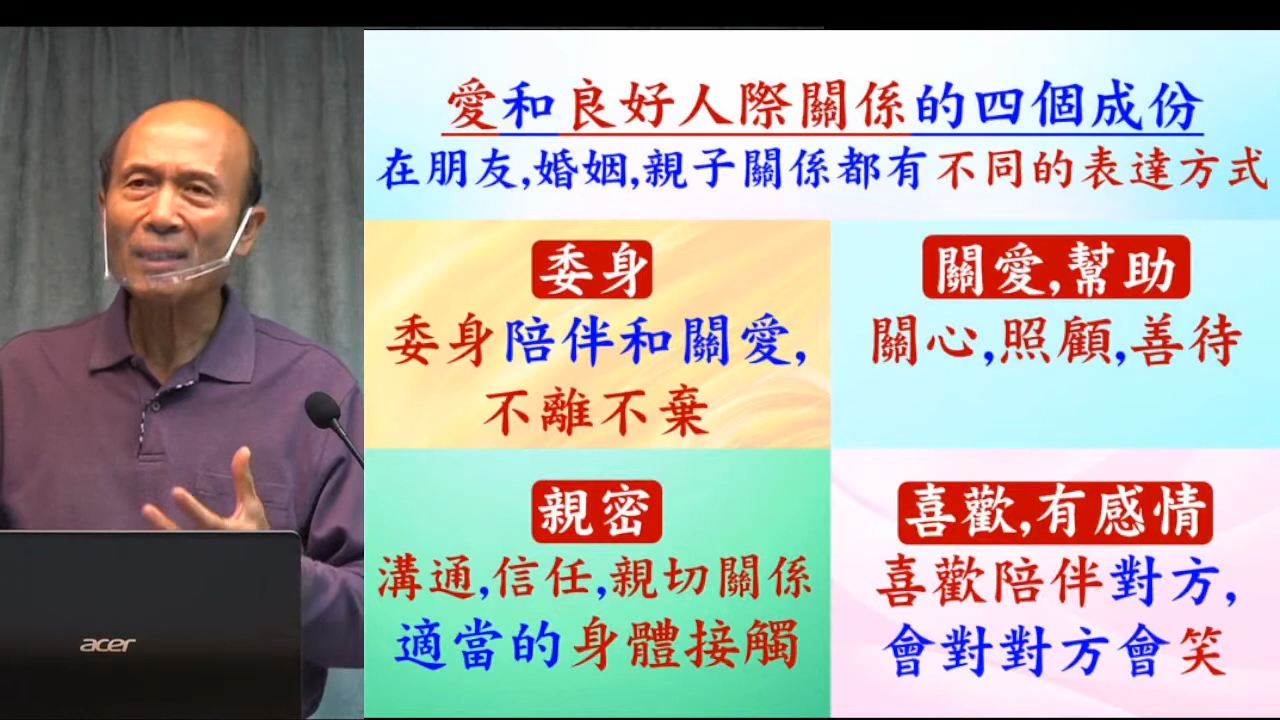 愛和良好人際關係的四個成份
在朋友,婚姻,親子關係都有不同的表達方式
委身
委身陪伴和關愛,
不離不棄
關愛,幫助
關心,照顧,善待
親密
溝通,信任,親切關係
適當的身體接觸
喜歡,有感情
喜歡陪伴對方,
會對對方會笑
acer